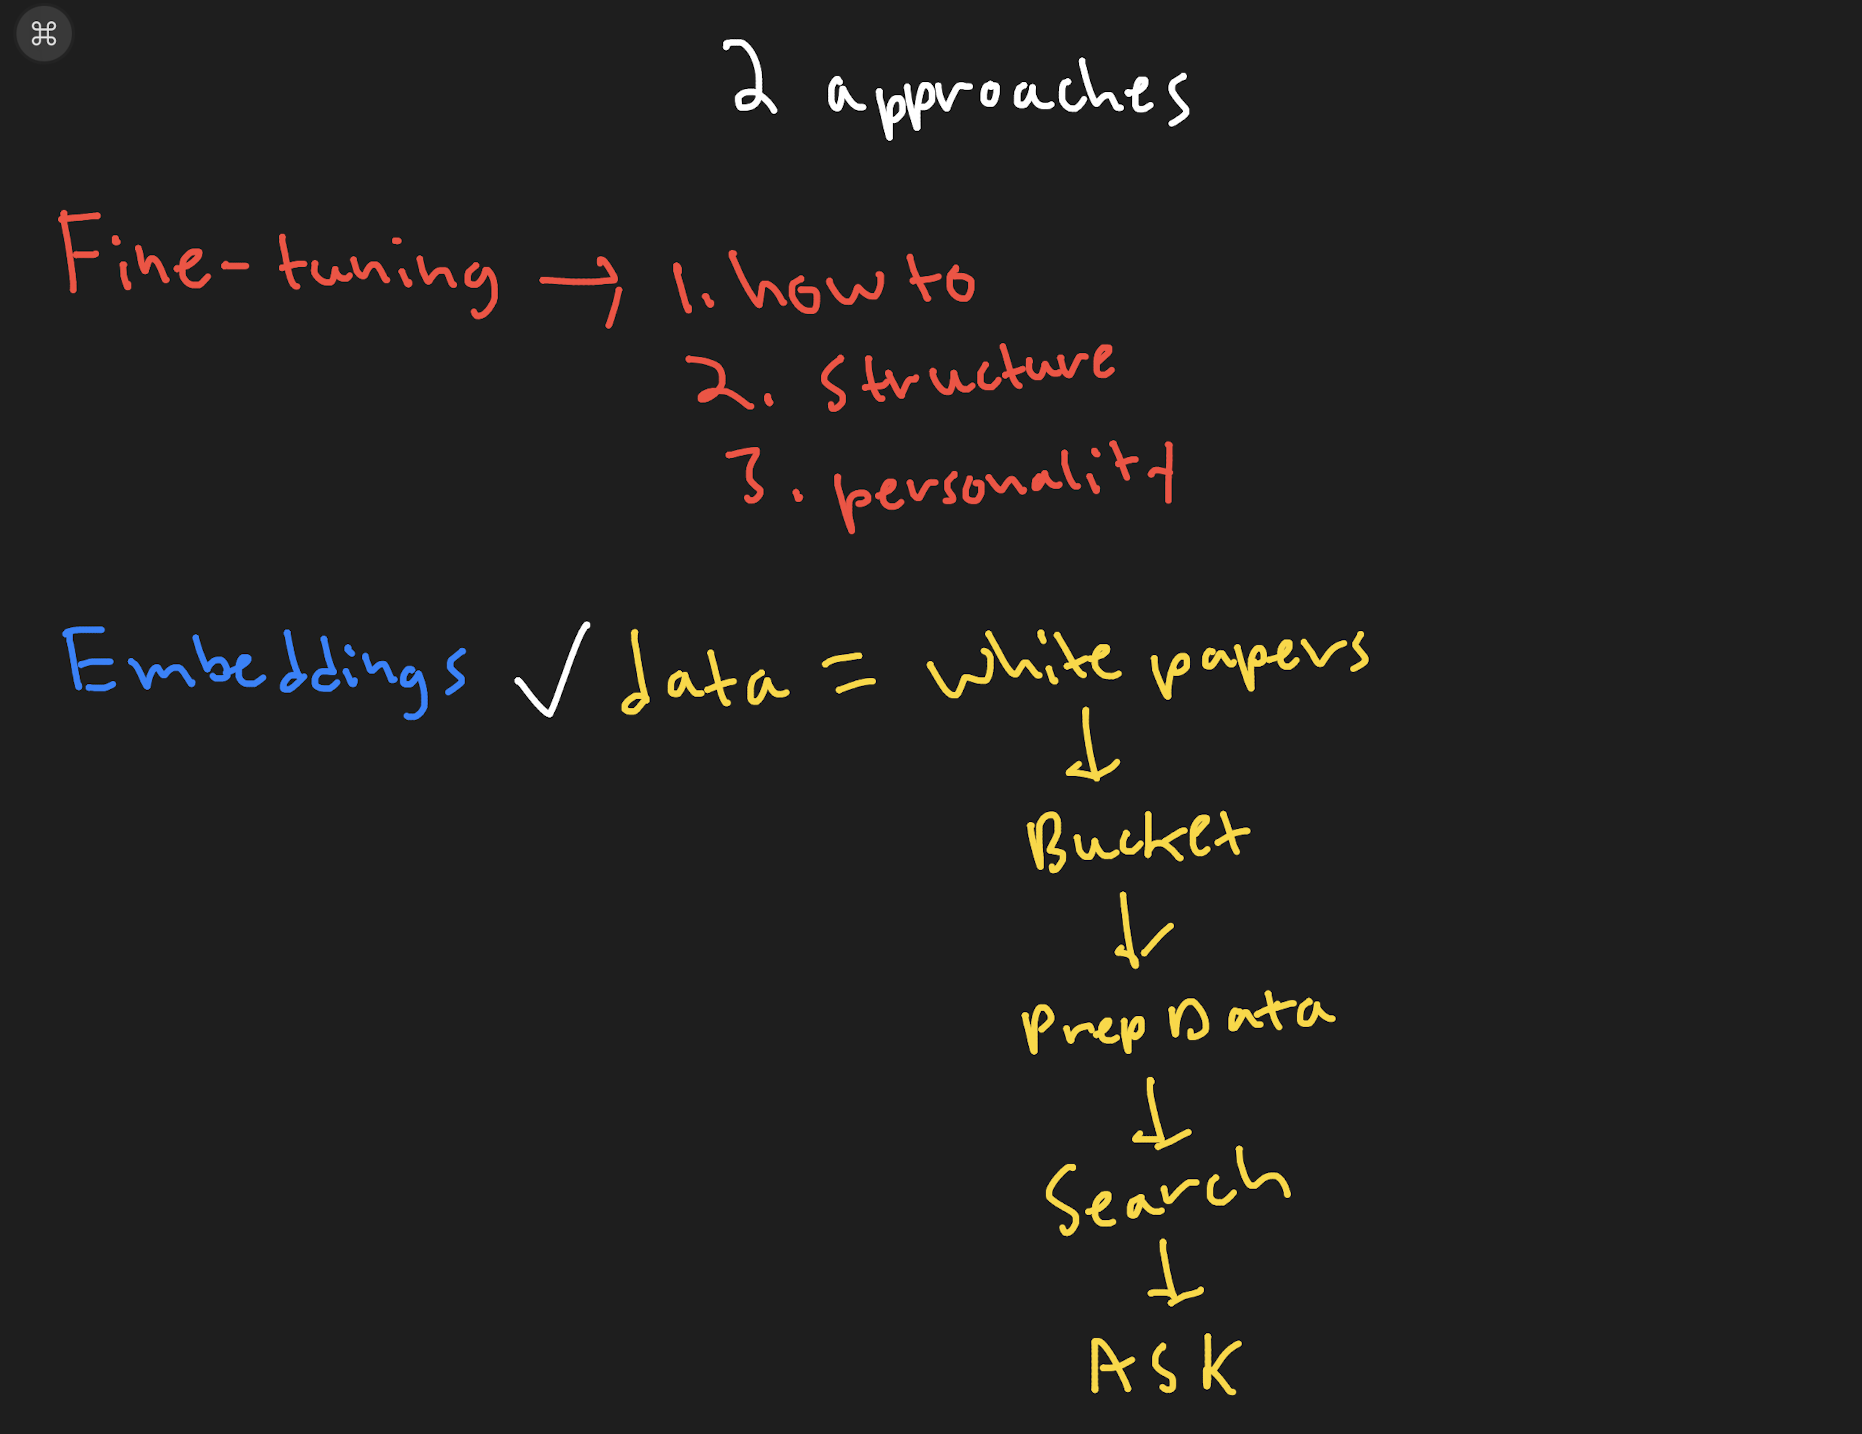 ⌘
2 approaches
Fine-tuning → 1. how to
2. structure
3. personality
Embeddings ✓ data = white papers
↓
Bucket
↓
Prep Data
↓
Search
↓
ASK